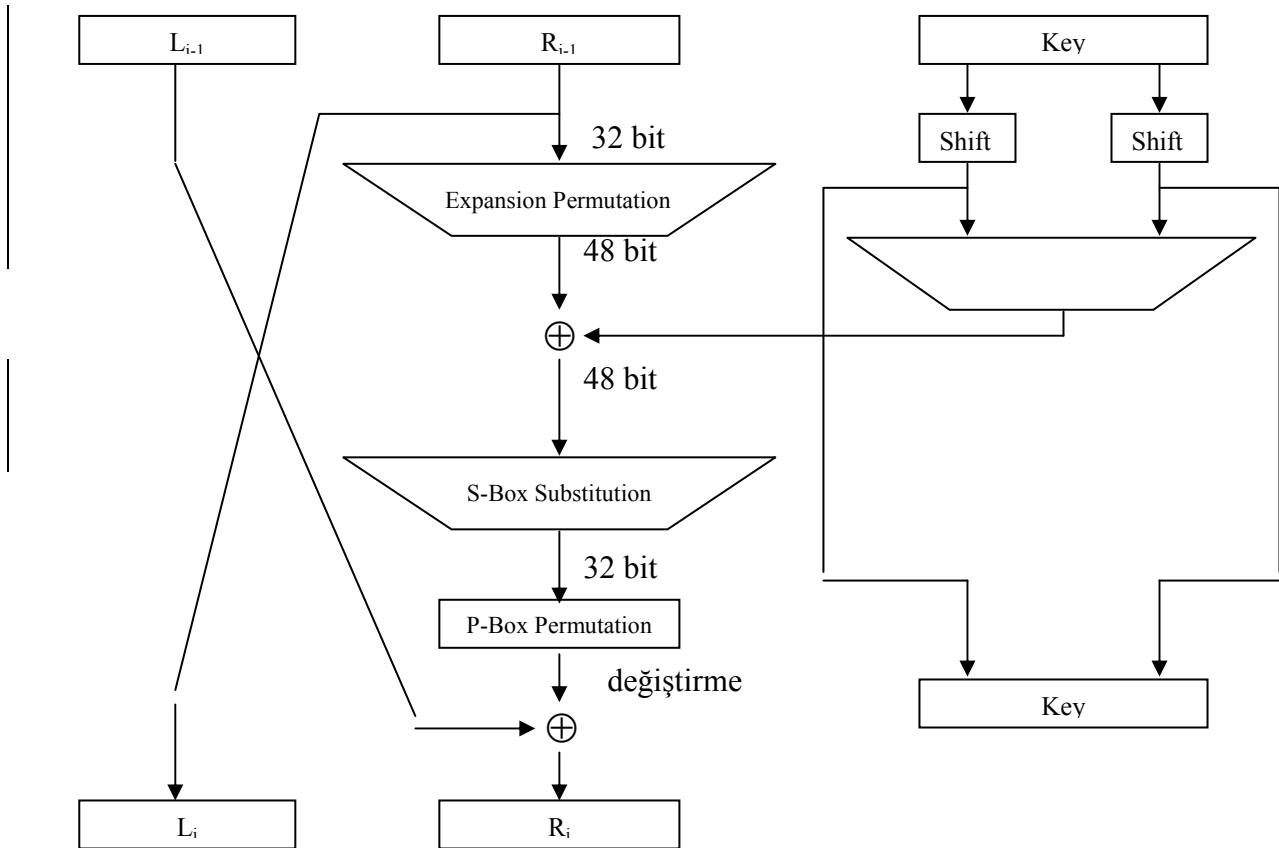 Lᵢ₋₁
Rᵢ₋₁
Key
32 bit
Shift
Shift
Expansion Permutation
48 bit
48 bit
S-Box Substitution
32 bit
P-Box Permutation
değiştirme
Key
Lᵢ
Rᵢ